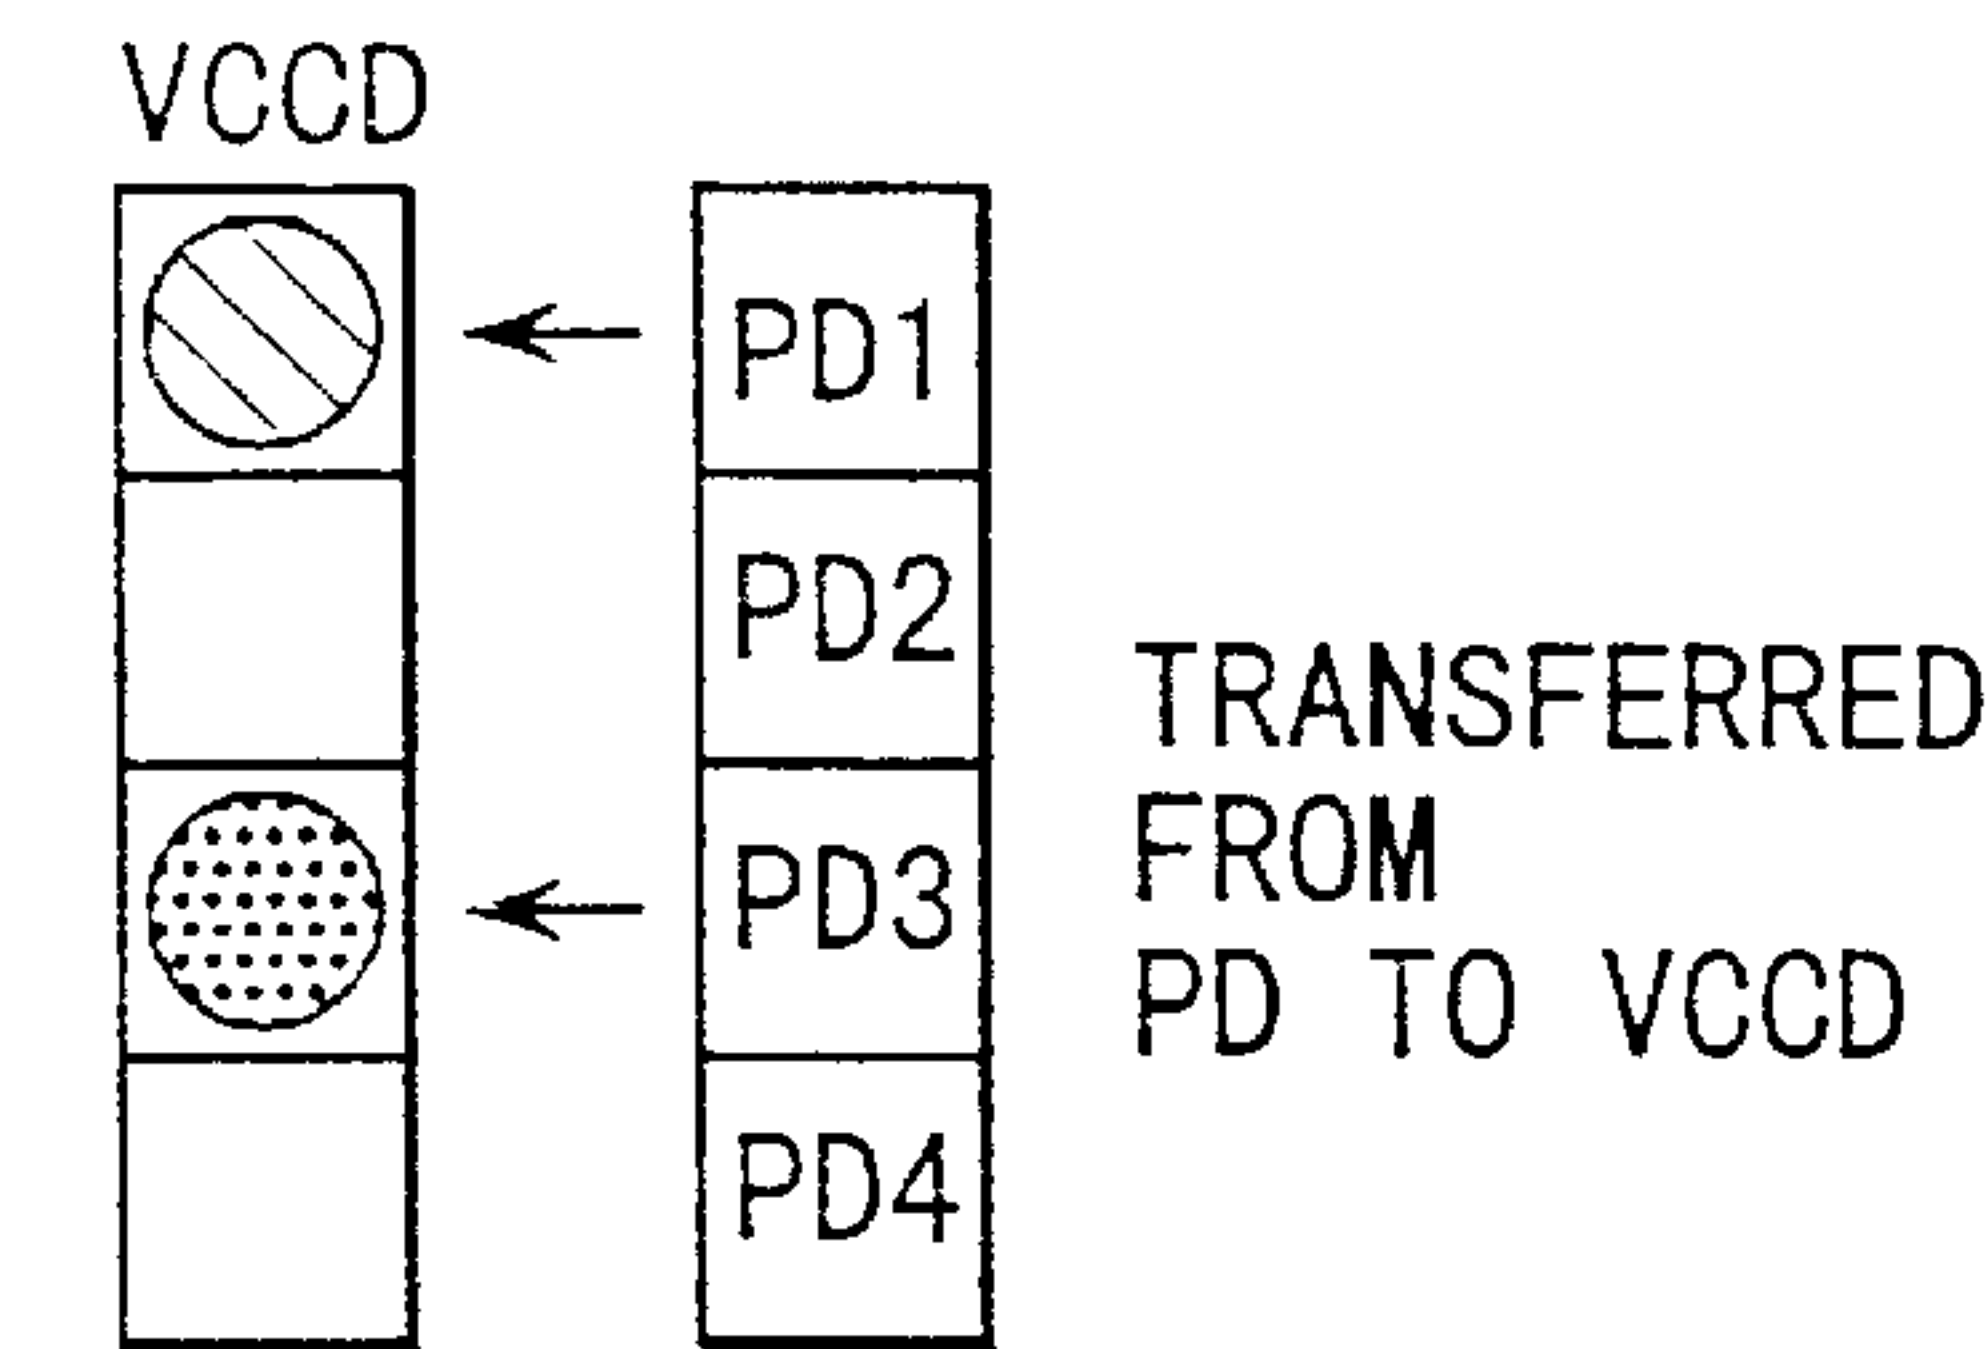 VCCD
PD1
PD2
PD3
PD4
TRANSFERRED
FROM
PD TO VCCD